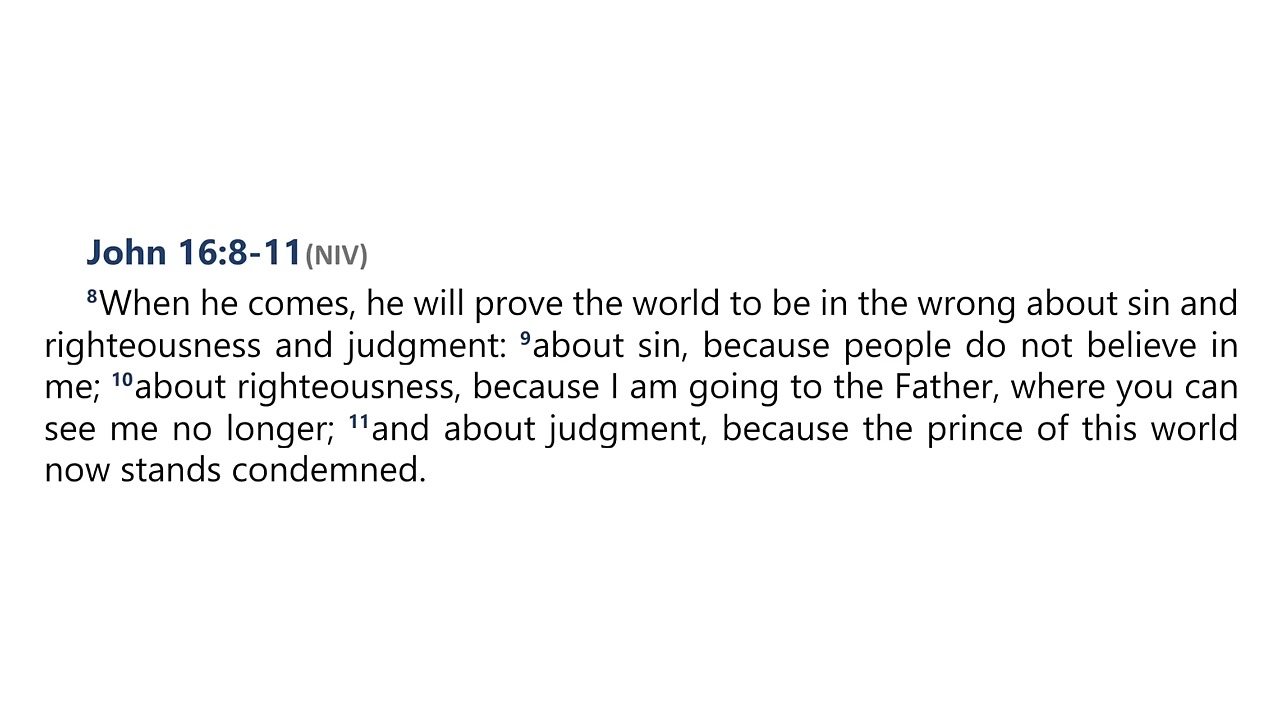 John 16:8-11(NIV)
8When he comes, he will prove the world to be in the wrong about sin and
righteousness and judgment: 9about sin, because people do not believe in
me; 10about righteousness, because I am going to the Father, where you can
see me no longer; 11and about judgment, because the prince of this world
now stands condemned.